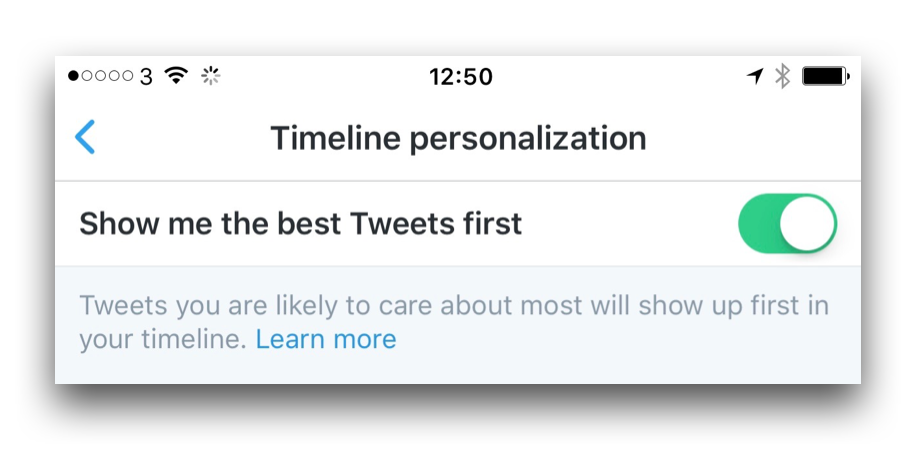 3 12:50
Timeline personalization
Show me the best Tweets first
Tweets you are likely to care about most will show up first in
your timeline. Learn more